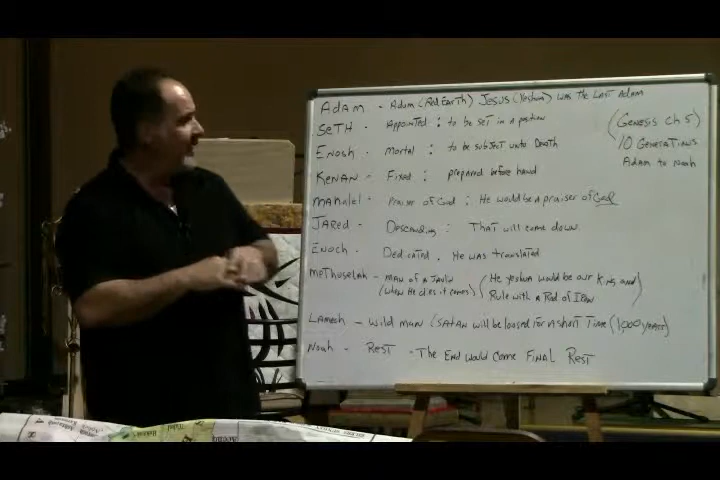 Adam - Adam (Red Earth) Jesus (Yeshua) was the Last Adam
Seth - Appointed : to be set in a position
Enosh - Mortal : to be subject unto Death
Kenan - Fixed : prepared before hand
Mahalel - Praiser of God : He would be a praiser of God
Jared - Descending : That will come down
Enoch - Dedicated . He was translated
Methuselah - man of a Javlin (He Yeshua would be our King and
(when He dies it comes) Rule with a Rod of Iron)
Lamech - Wild man (Satan will be loosed for a short Time (1,000 years)
Noah - Rest - The End would Come Final Rest
(Genesis ch 5)
10 Generations
Adam to Noah